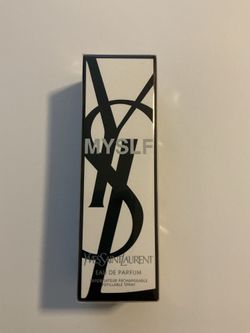 MYSLF
YVES SAINT LAURENT
EAU DE PARFUM
VAPORISATEUR RECHARGEABLE
REFILLABLE SPRAY